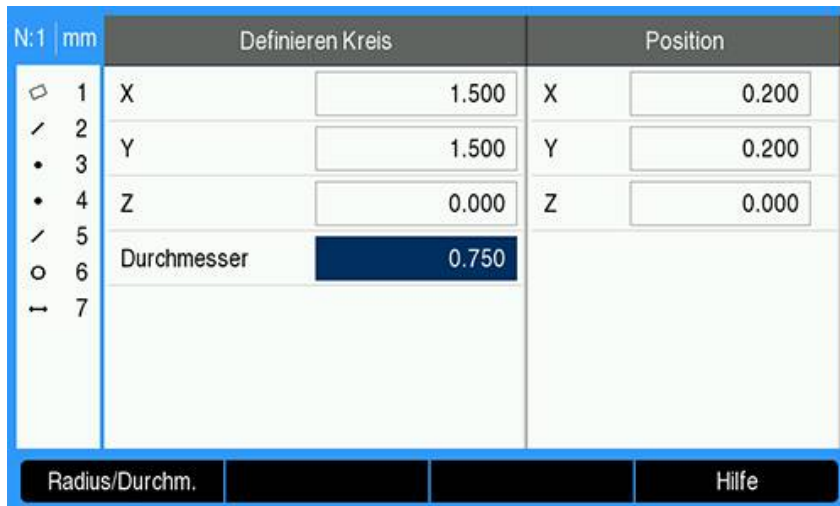 N:1 mm Definieren Kreis Position
1 X 1.500 X 0.200
2
3 Y 1.500 Y 0.200
4 Z 0.000 Z 0.000
5
6 Durchmesser 0.750
7
Radius/Durchm. Hilfe